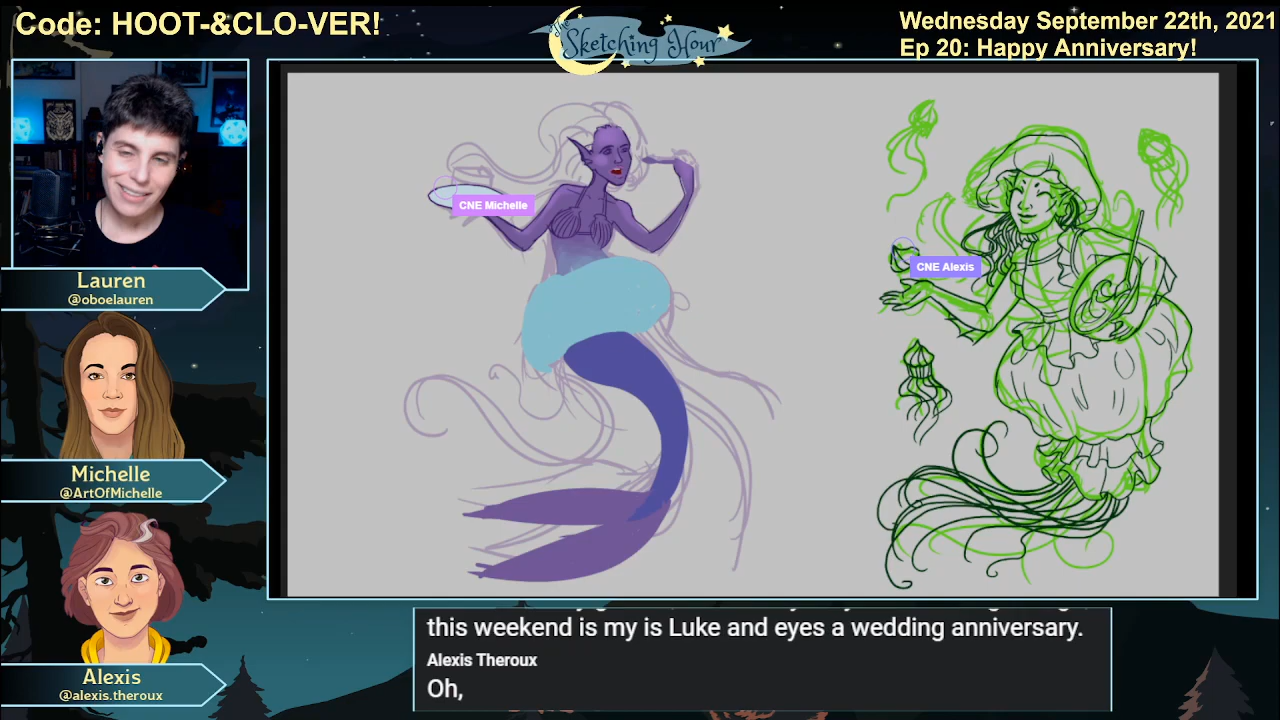 Code: HOOT-&CLO-VER!
The
Sketching Hour
Wednesday September 22th, 2021
Ep 20: Happy Anniversary!
CNE Michelle
CNE Alexis
Lauren
@oboelauren
Michelle
@ArtOfMichelle
Alexis
@alexis.theroux
this weekend is my is Luke and eyes a wedding anniversary.
Alexis Theroux
Oh,